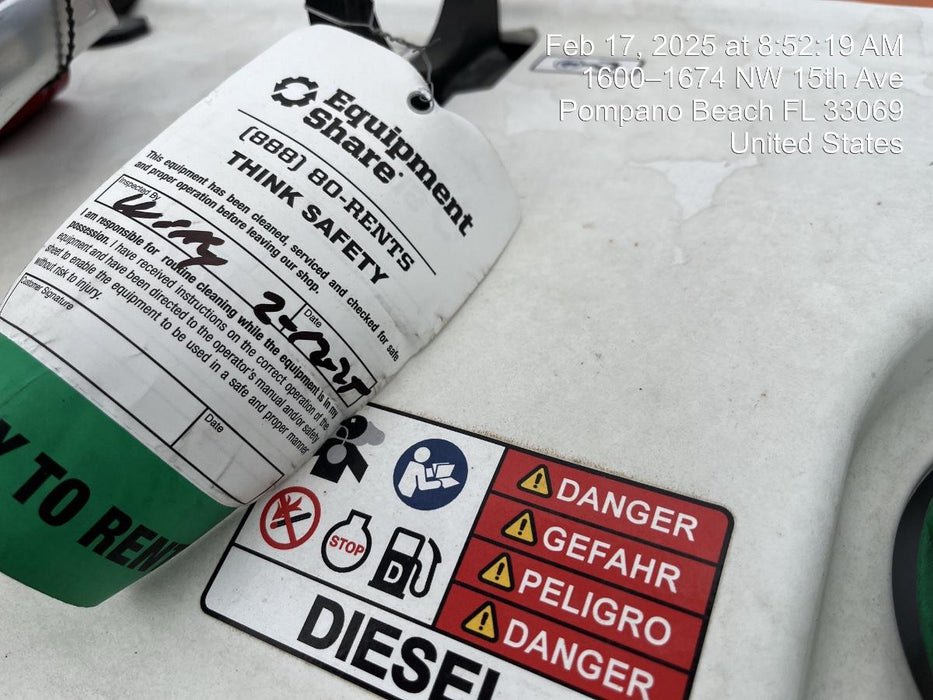 Feb 17, 2025 at 8:52:19 AM
1600–1674 NW 15th Ave
Pompano Beach FL 33069
United States
Equipment
Share
(888) 80-RENTS
THINK SAFETY
This equipment has been cleaned, serviced and checked for safe
and proper operation before leaving our shop.
Inspected By
Date
I am responsible for routine cleaning while the equipment is in my
possession. I have received instructions on the correct operation of the
equipment and have been directed to the operator's manual and/or safety
sheet to enable the equipment to be used in a safe and proper manner
without risk to injury.
Customer Signature
Date
TO RENT
STOP
D
DIESEL
DANGER
GEFAHR
PELIGRO
DANGER